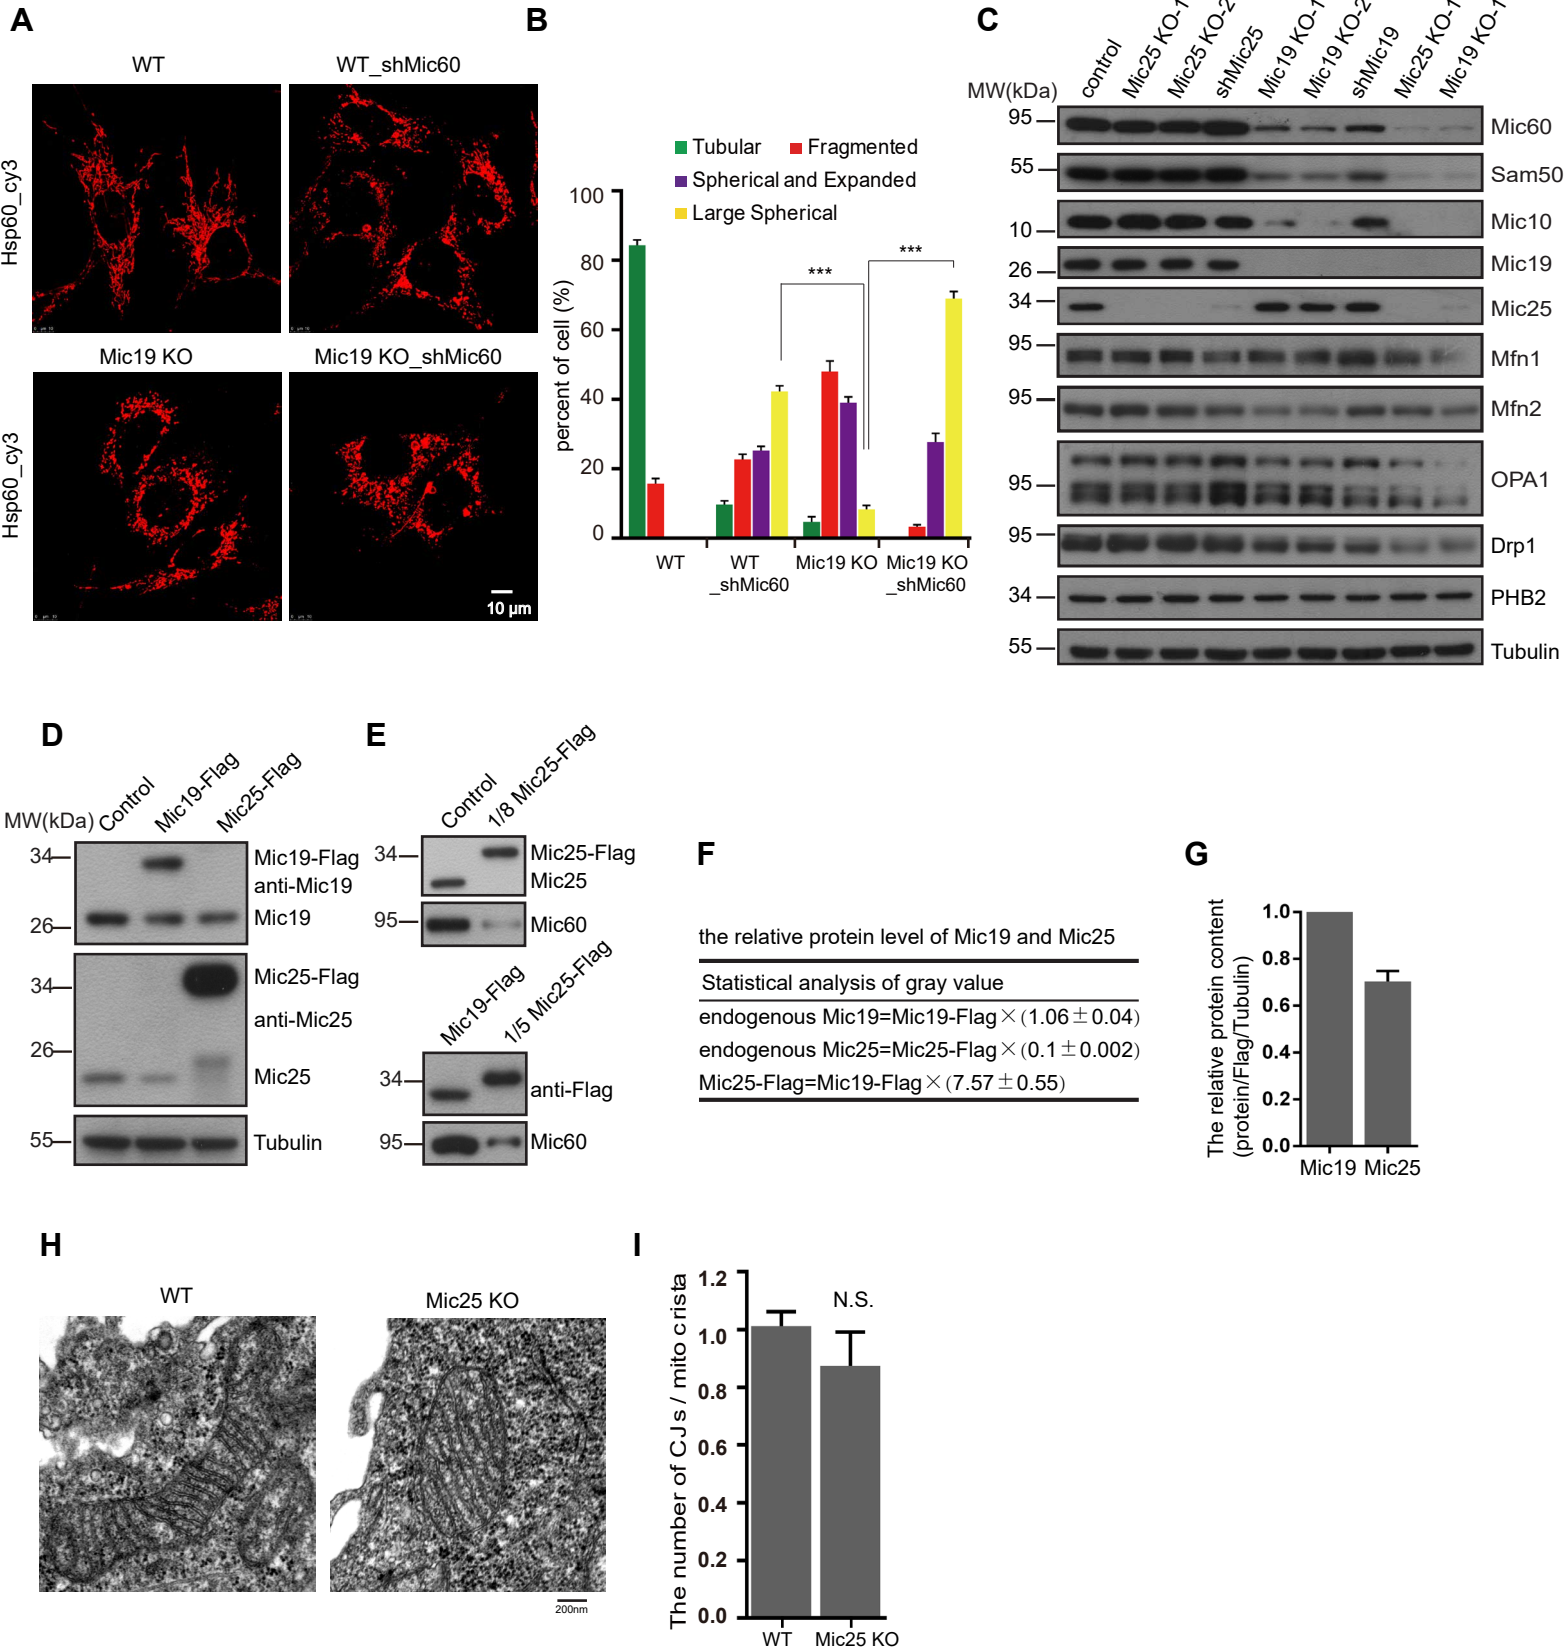 A
WT
WT_shMic60
Hsp60_cy3
Mic19 KO
Mic19 KO_shMic60
Hsp60_cy3
10 µm
B
Tubular
Fragmented
Spherical and Expanded
Large Spherical
percent of cell (%)
100
80
60
40
20
0
***
***
WT
WT
_shMic60
Mic19 KO
Mic19 KO
_shMic60
C
MW(kDa)
control
Mic25 KO-1
Mic25 KO-2
shMic25
Mic19 KO-1
Mic19 KO-2
shMic19
Mic25 KO-1
Mic19 KO-1
95
Mic60
55
Sam50
10
Mic10
26
Mic19
34
Mic25
95
Mfn1
95
Mfn2
95
OPA1
95
Drp1
34
PHB2
55
Tubulin
D
MW(kDa)
Control
Mic19-Flag
Mic25-Flag
34
Mic19-Flag
anti-Mic19
Mic19
26
34
Mic25-Flag
anti-Mic25
26
Mic25
55
Tubulin
E
Control
1/8 Mic25-Flag
34
Mic25-Flag
Mic25
95
Mic60
Mic19-Flag
1/5 Mic25-Flag
34
anti-Flag
95
Mic60
F
the relative protein level of Mic19 and Mic25
Statistical analysis of gray value
endogenous Mic19=Mic19-Flag×(1.06±0.04)
endogenous Mic25=Mic25-Flag×(0.1±0.002)
Mic25-Flag=Mic19-Flag×(7.57±0.55)
G
The relative protein content
(protein/Flag/Tubulin)
1.0
0.8
0.6
0.4
0.2
0.0
Mic19
Mic25
H
WT
Mic25 KO
200nm
I
The number of CJs / mito crista
1.2
1.0
0.8
0.6
0.4
0.2
0.0
N.S.
WT
Mic25 KO